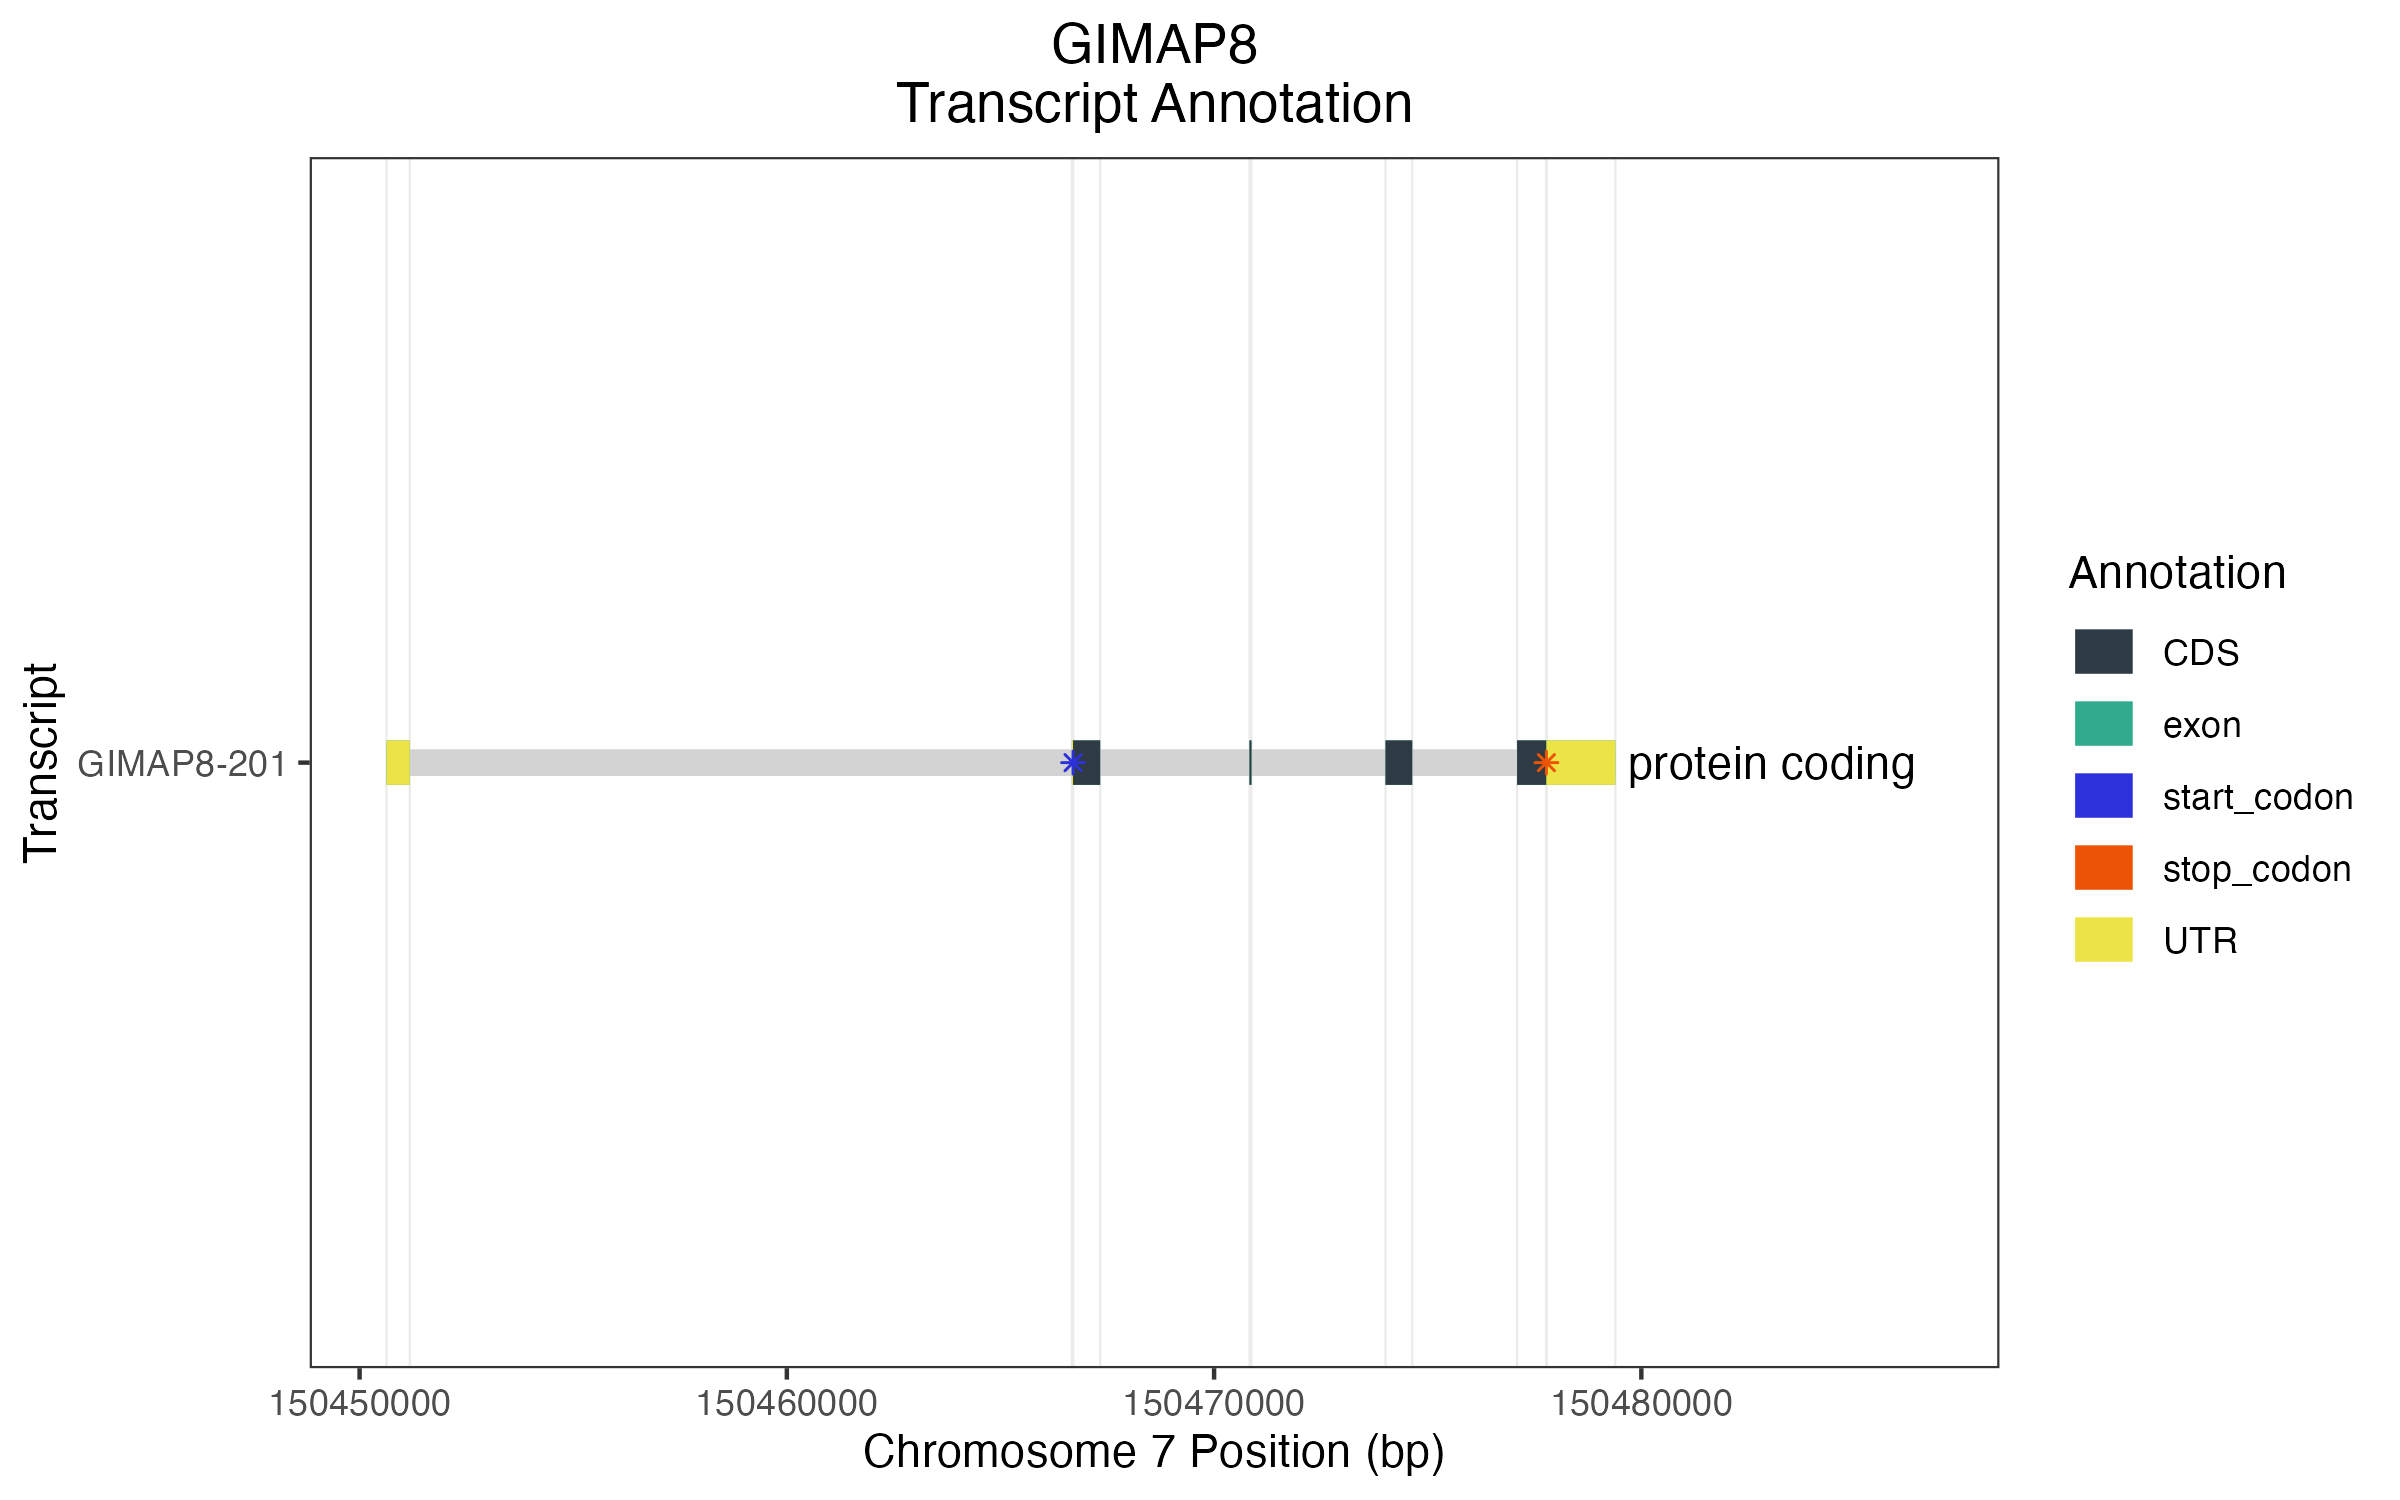 GIMAP8
Transcript Annotation
Transcript
GIMAP8-201
protein coding
150450000
150460000
150470000
150480000
Chromosome 7 Position (bp)
Annotation
CDS
exon
start_codon
stop_codon
UTR